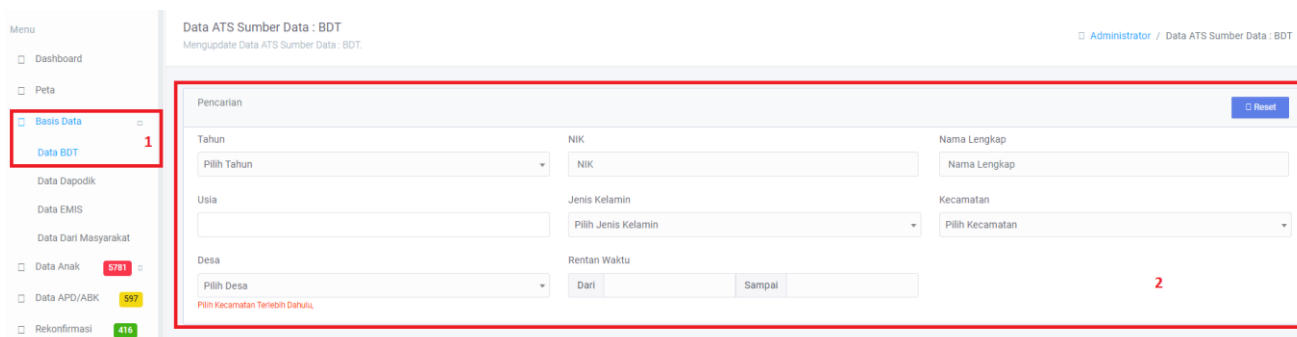 Menu
Dashboard
Peta
Basis Data
1
Data BDT
Data Dapodik
Data EMIS
Data Dari Masyarakat
Data Anak 5781
Data APD/ABK 597
Rekonfirmasi 416
Data ATS Sumber Data : BDT
Mengupdate Data ATS Sumber Data : BDT.
Administrator / Data ATS Sumber Data : BDT
Pencarian
Reset
Tahun
Pilih Tahun
NIK
NIK
Nama Lengkap
Nama Lengkap
Usia
Jenis Kelamin
Pilih Jenis Kelamin
Kecamatan
Pilih Kecamatan
Desa
Pilih Desa
Pilih Kecamatan Terlebih Dahulu,
Rentan Waktu
Dari Sampai
2